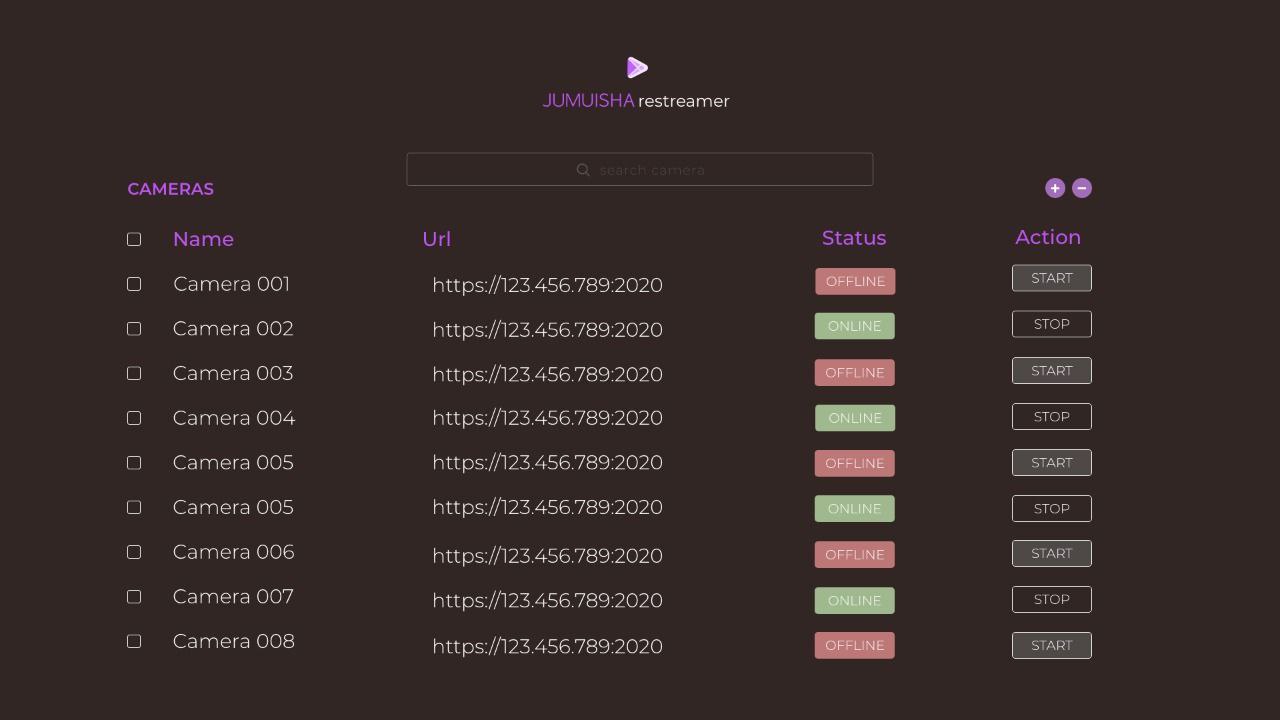 JUMUISHA restreamer
search camera
CAMERAS
Name Url Status Action
Camera 001 https://123.456.789:2020 OFFLINE START
Camera 002 https://123.456.789:2020 ONLINE STOP
Camera 003 https://123.456.789:2020 OFFLINE START
Camera 004 https://123.456.789:2020 ONLINE STOP
Camera 005 https://123.456.789:2020 OFFLINE START
Camera 005 https://123.456.789:2020 ONLINE STOP
Camera 006 https://123.456.789:2020 OFFLINE START
Camera 007 https://123.456.789:2020 ONLINE STOP
Camera 008 https://123.456.789:2020 OFFLINE START